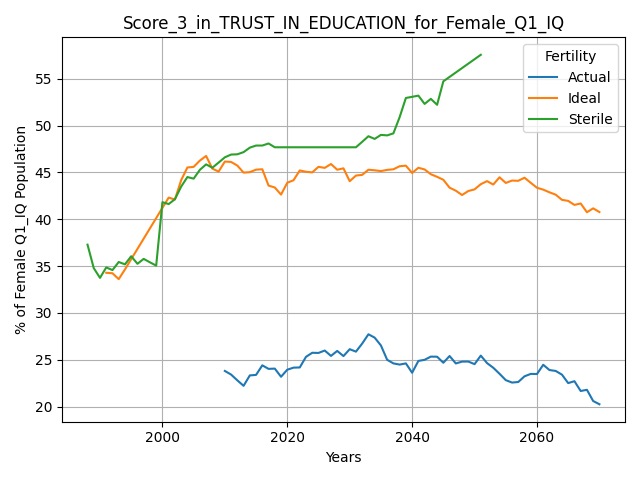 Score_3_in_TRUST_IN_EDUCATION_for_Female_Q1_IQ
% of Female Q1_IQ Population
55
50
45
40
35
30
25
20
Fertility
Actual
Ideal
Sterile
2000
2020
2040
2060
Years